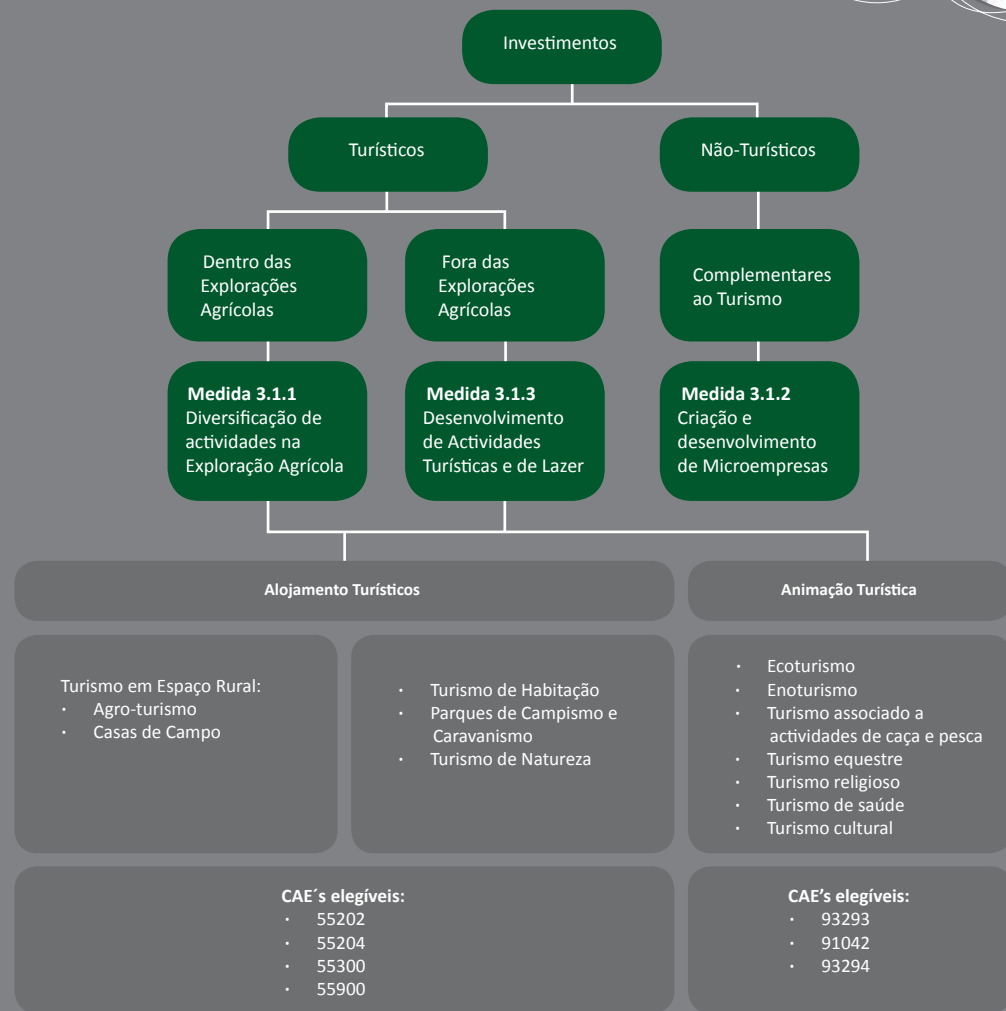 Investimentos
Turísticos
Não-Turísticos
Dentro das
Explorações
Agrícolas
Fora das
Explorações
Agrícolas
Complementares
ao Turismo
Medida 3.1.1
Diversificação de
actividades na
Exploração Agrícola
Medida 3.1.3
Desenvolvimento
de Actividades
Turísticas e de Lazer
Medida 3.1.2
Criação e
desenvolvimento
de Microempresas
Alojamento Turísticos
Animação Turística
Turismo em Espaço Rural:
· Agro-turismo
· Casas de Campo
· Turismo de Habitação
· Parques de Campismo e
Caravanismo
· Turismo de Natureza
· Ecoturismo
· Enoturismo
· Turismo associado a
actividades de caça e pesca
· Turismo equestre
· Turismo religioso
· Turismo de saúde
· Turismo cultural
CAE´s elegíveis:
· 55202
· 55204
· 55300
· 55900
CAE's elegíveis:
· 93293
· 91042
· 93294